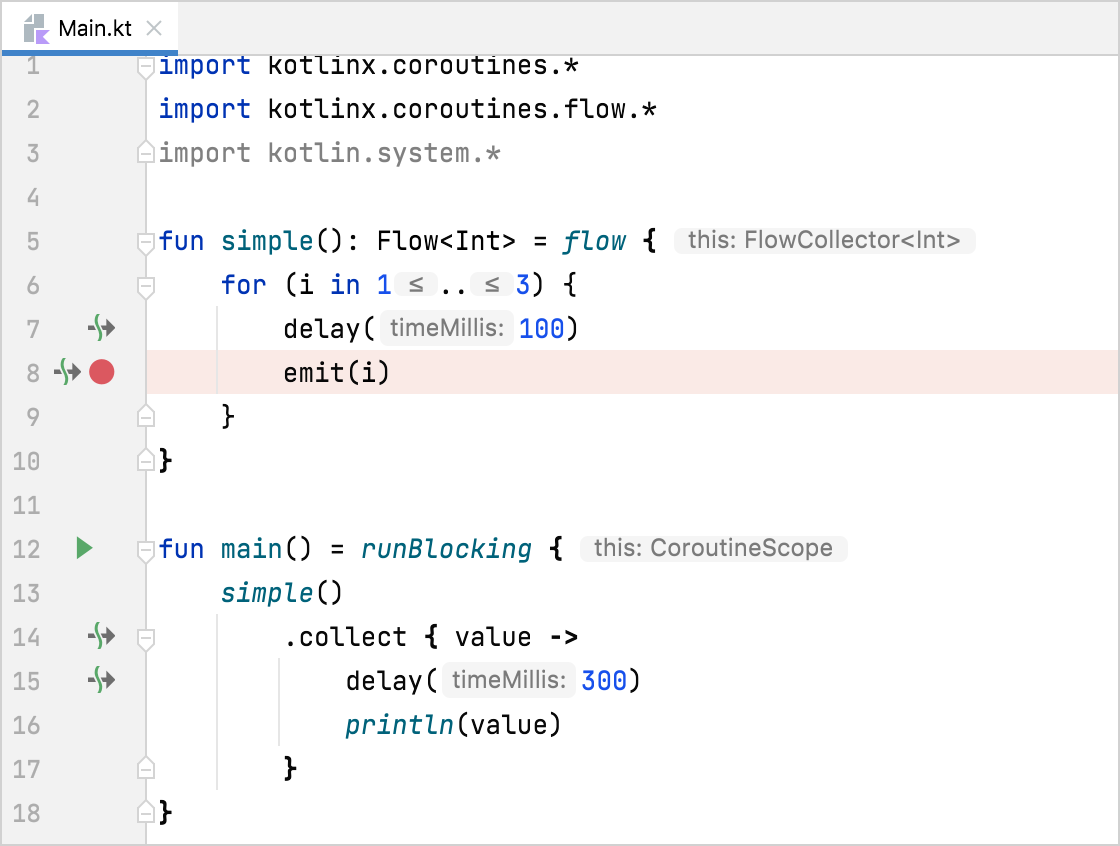 Main.kt
1 import kotlinx.coroutines.*
2 import kotlinx.coroutines.flow.*
3 import kotlin.system.*
4
5 fun simple(): Flow<Int> = flow { this: FlowCollector<Int>
6 for (i in 1 ≤ .. ≤ 3) {
7 delay( timeMillis: 100)
8 emit(i)
9 }
10 }
11
12 fun main() = runBlocking { this: CoroutineScope
13 simple()
14 .collect { value ->
15 delay( timeMillis: 300)
16 println(value)
17 }
18 }